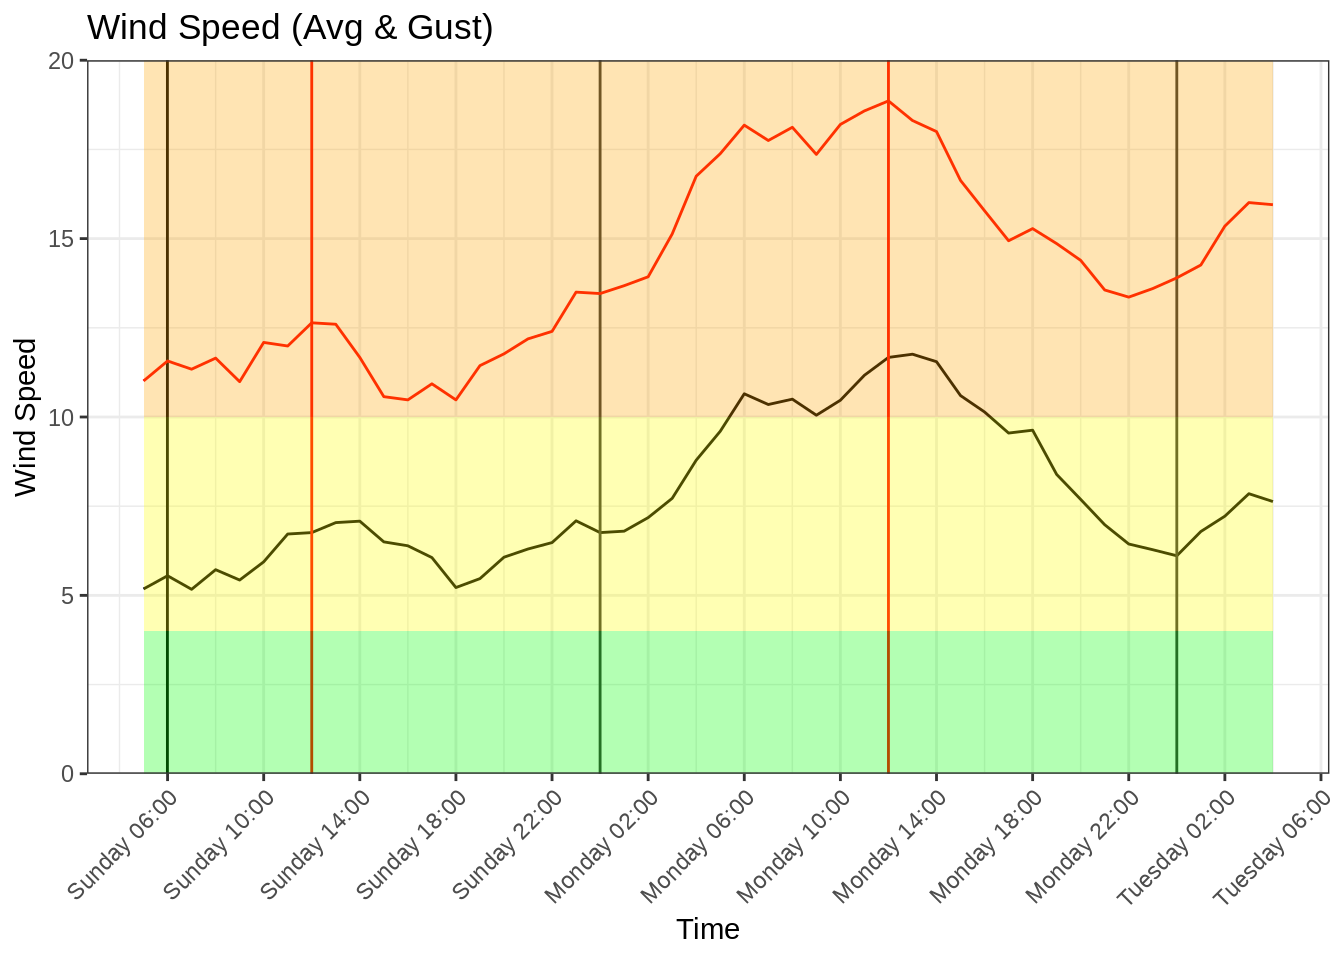 Wind Speed (Avg & Gust)
20
15
10
5
0
Wind Speed
Sunday 06:00
Sunday 10:00
Sunday 14:00
Sunday 18:00
Sunday 22:00
Monday 02:00
Monday 06:00
Monday 10:00
Monday 14:00
Monday 18:00
Monday 22:00
Tuesday 02:00
Tuesday 06:00
Time